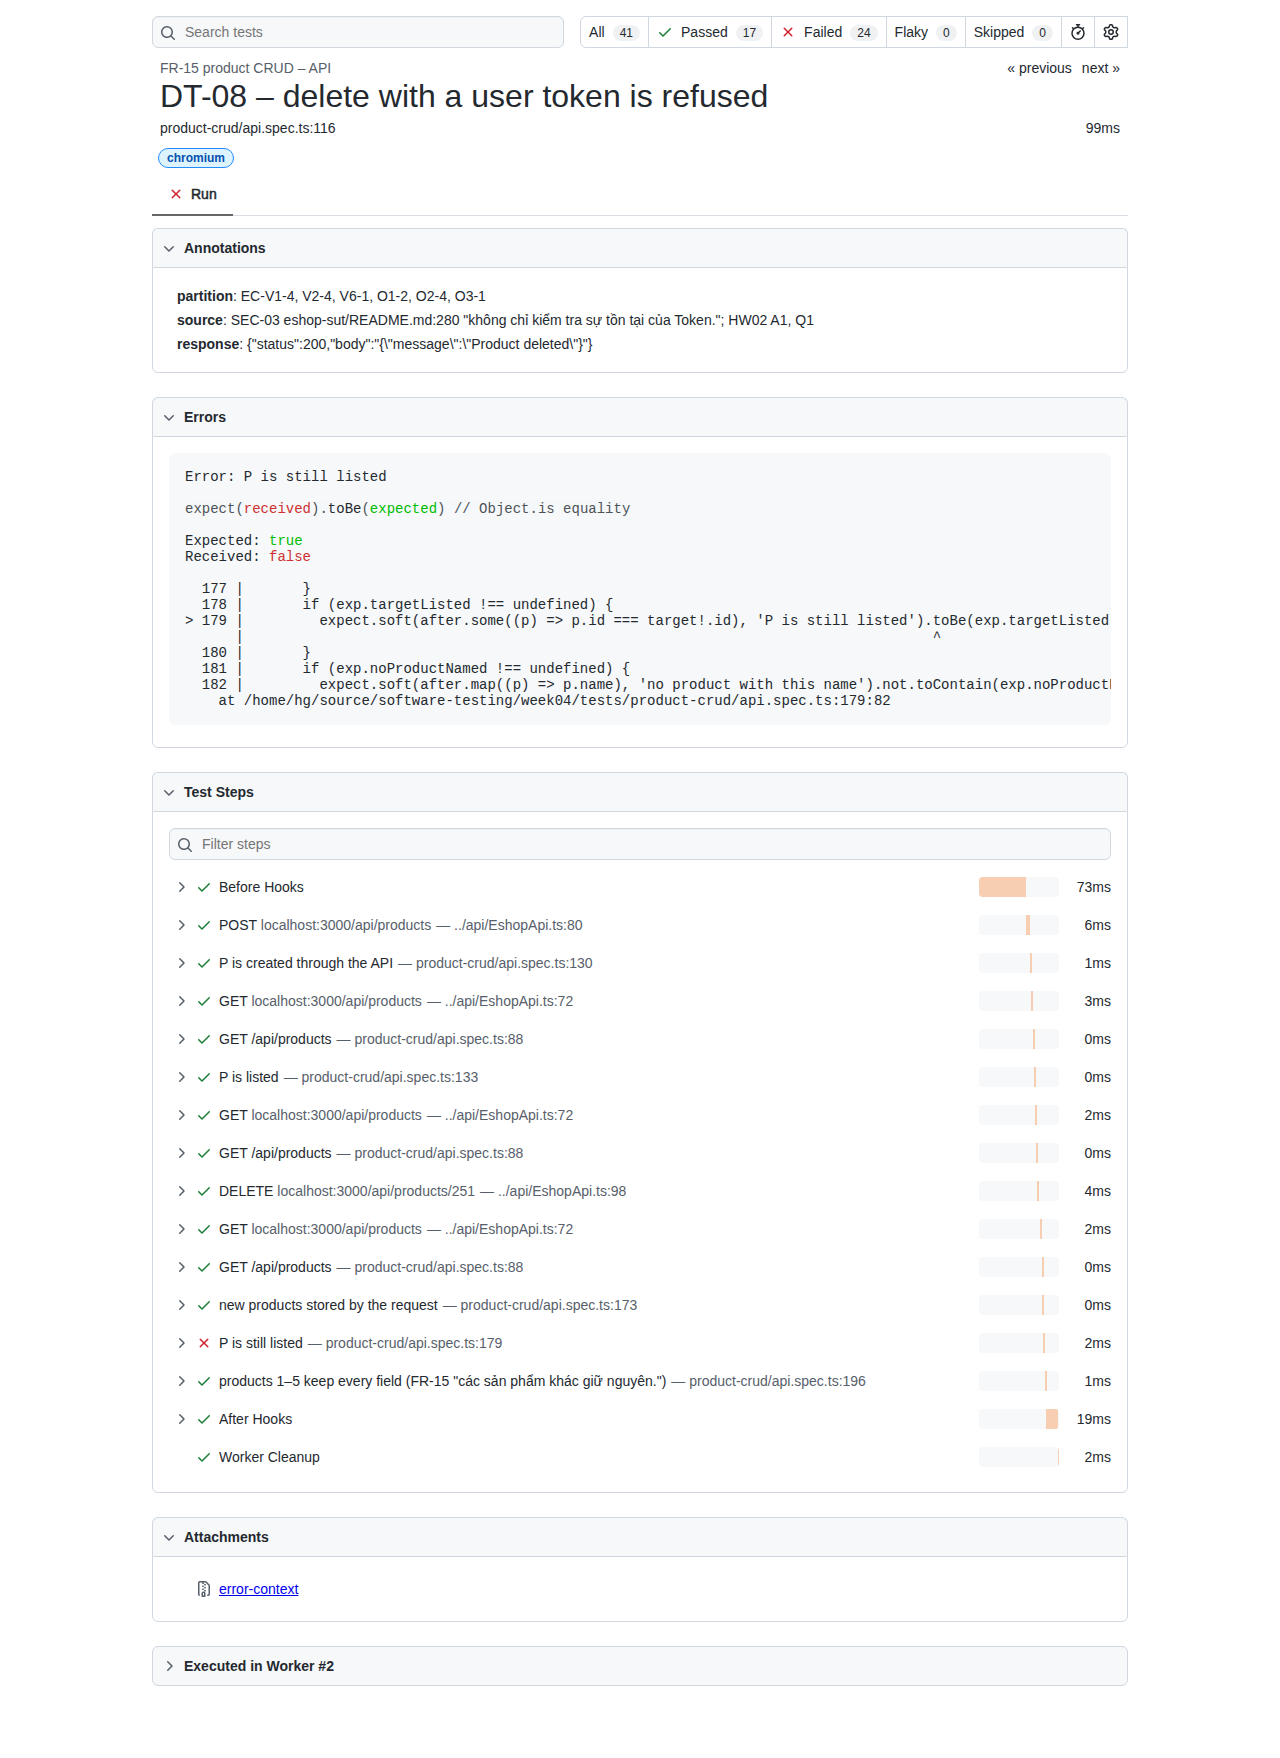 Search tests
All 41 Passed 17 Failed 24 Flaky 0 Skipped 0
FR-15 product CRUD – API
« previous next »
DT-08 – delete with a user token is refused
product-crud/api.spec.ts:116
99ms
chromium
Run
Annotations
partition: EC-V1-4, V2-4, V6-1, O1-2, O2-4, O3-1
source: SEC-03 eshop-sut/README.md:280 "không chỉ kiểm tra sự tồn tại của Token."; HW02 A1, Q1
response: {"status":200,"body":"{\"message\":\"Product deleted\"}"}
Errors
Error: P is still listed
expect(received).toBe(expected) // Object.is equality
Expected: true
Received: false
177 |       }
178 |       if (exp.targetListed !== undefined) {
> 179 |         expect.soft(after.some((p) => p.id === target!.id), 'P is still listed').toBe(exp.targetListed
|                                                                                  ^
180 |       }
181 |       if (exp.noProductNamed !== undefined) {
182 |         expect.soft(after.map((p) => p.name), 'no product with this name').not.toContain(exp.noProduct
at /home/hg/source/software-testing/week04/tests/product-crud/api.spec.ts:179:82
Test Steps
Filter steps
Before Hooks 73ms
POST localhost:3000/api/products — ../api/EshopApi.ts:80 6ms
P is created through the API — product-crud/api.spec.ts:130 1ms
GET localhost:3000/api/products — ../api/EshopApi.ts:72 3ms
GET /api/products — product-crud/api.spec.ts:88 0ms
P is listed — product-crud/api.spec.ts:133 0ms
GET localhost:3000/api/products — ../api/EshopApi.ts:72 2ms
GET /api/products — product-crud/api.spec.ts:88 0ms
DELETE localhost:3000/api/products/251 — ../api/EshopApi.ts:98 4ms
GET localhost:3000/api/products — ../api/EshopApi.ts:72 2ms
GET /api/products — product-crud/api.spec.ts:88 0ms
new products stored by the request — product-crud/api.spec.ts:173 0ms
P is still listed — product-crud/api.spec.ts:179 2ms
products 1–5 keep every field (FR-15 "các sản phẩm khác giữ nguyên.") — product-crud/api.spec.ts:196 1ms
After Hooks 19ms
Worker Cleanup 2ms
Attachments
error-context
Executed in Worker #2